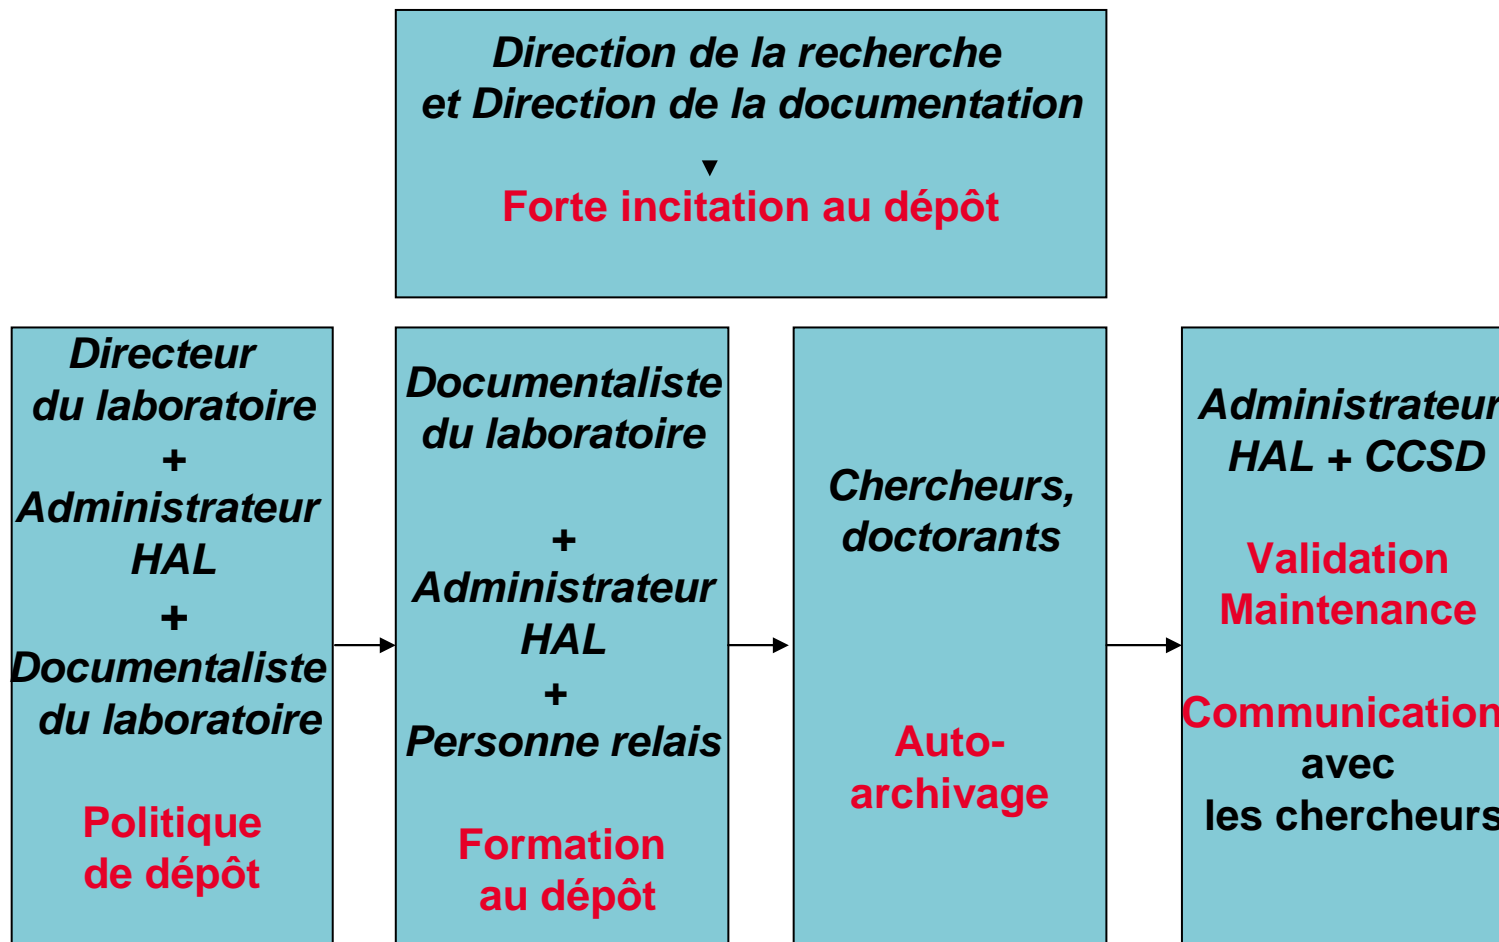 Direction de la recherche
et Direction de la documentation
Forte incitation au dépôt
Directeur
du laboratoire
+
Administrateur
HAL
+
Documentaliste
du laboratoire
Politique
de dépôt
Documentaliste
du laboratoire
+
Administrateur
HAL
+
Personne relais
Formation
au dépôt
Chercheurs,
doctorants
Auto-
archivage
Administrateur
HAL + CCSD
Validation
Maintenance
Communication
avec
les chercheurs